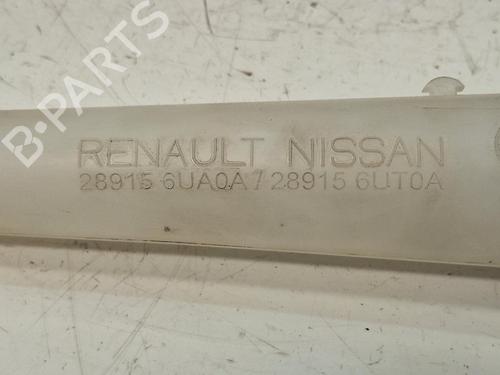 B-PARTS
RENAULT NISSAN
28915 6UA0A / 28915 6UT0A